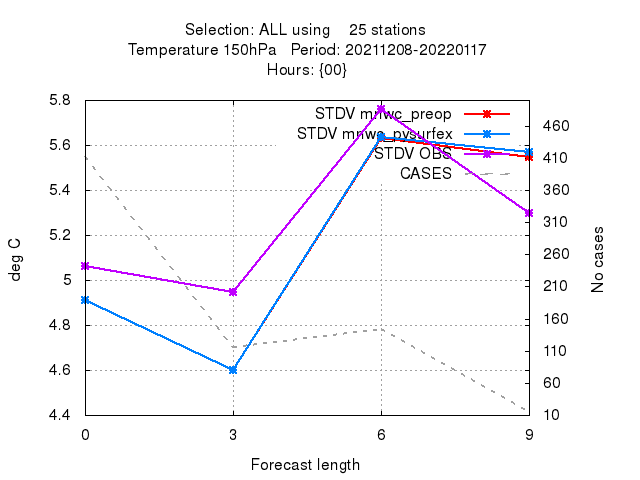 Selection: ALL using    25 stations
Temperature 150hPa   Period: 20211208-20220117
Hours: {00}
5.8
5.6
5.4
5.2
5
4.8
4.6
4.4
deg C
STDV mnwc_preop
STDV mnwc_pysurfex
STDV OBS
CASES
460
410
360
310
260
210
160
110
60
10
No cases
0 3 6 9
Forecast length